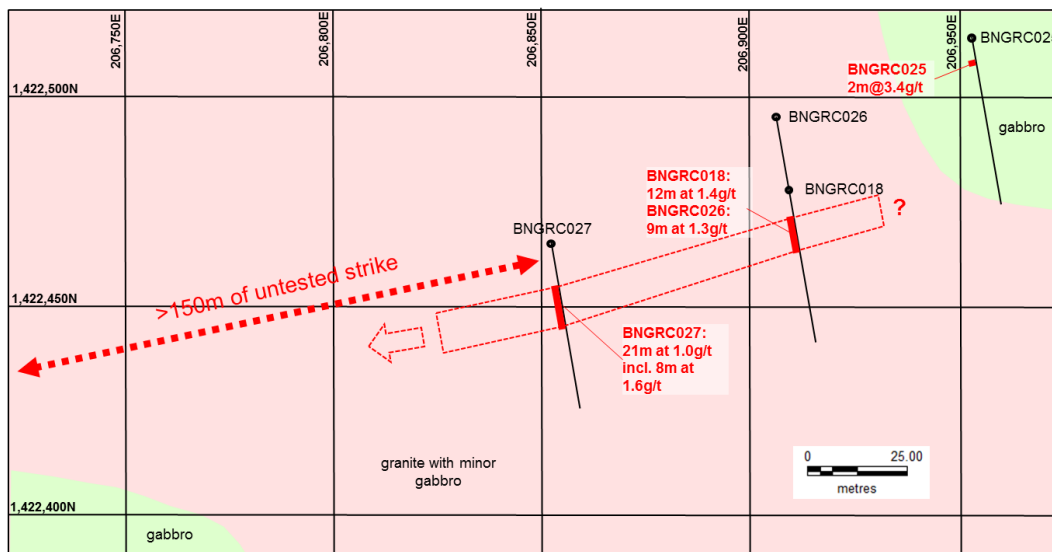 206,750E
206,800E
206,850E
206,900E
206,950E
BNGRC025
BNGRC025
2m@3.4g/t
1,422,500N
BNGRC026
gabbro
BNGRC018:
12m at 1.4g/t
BNGRC026:
9m at 1.3g/t
BNGRC018
?
BNGRC027
>150m of untested strike
1,422,450N
BNGRC027:
21m at 1.0g/t
incl. 8m at
1.6g/t
granite with minor
gabbro
0 25.00
metres
1,422,400N
gabbro